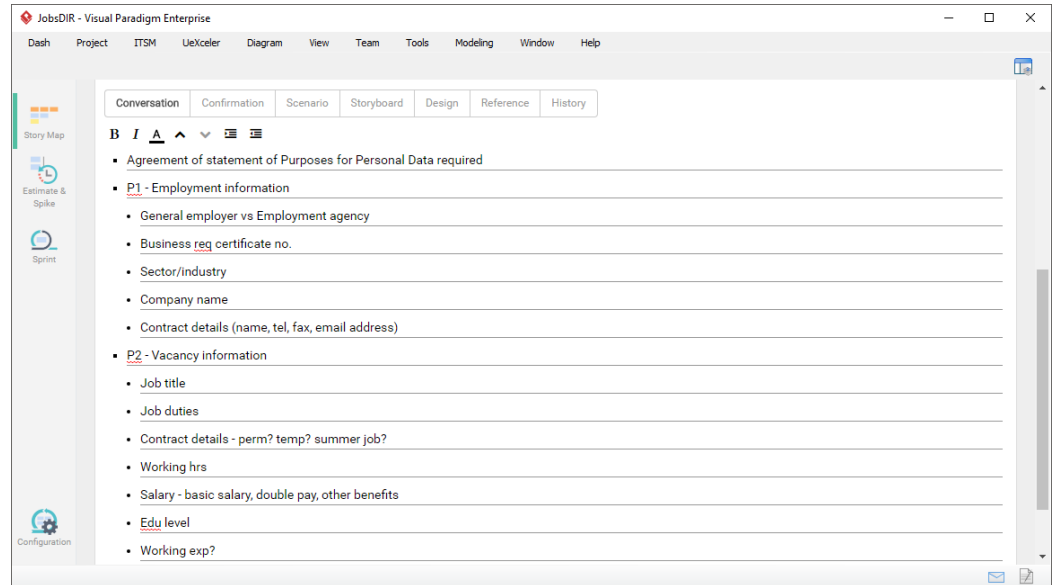 JobsDIR - Visual Paradigm Enterprise
Dash Project ITSM UeXceler Diagram View Team Tools Modeling Window Help
Conversation Confirmation Scenario Storyboard Design Reference History
B I A
Story Map
Estimate &
Spike
Sprint
Configuration
Agreement of statement of Purposes for Personal Data required
P1 - Employment information
General employer vs Employment agency
Business req certificate no.
Sector/industry
Company name
Contract details (name, tel, fax, email address)
P2 - Vacancy information
Job title
Job duties
Contract details - perm? temp? summer job?
Working hrs
Salary - basic salary, double pay, other benefits
Edu level
Working exp?